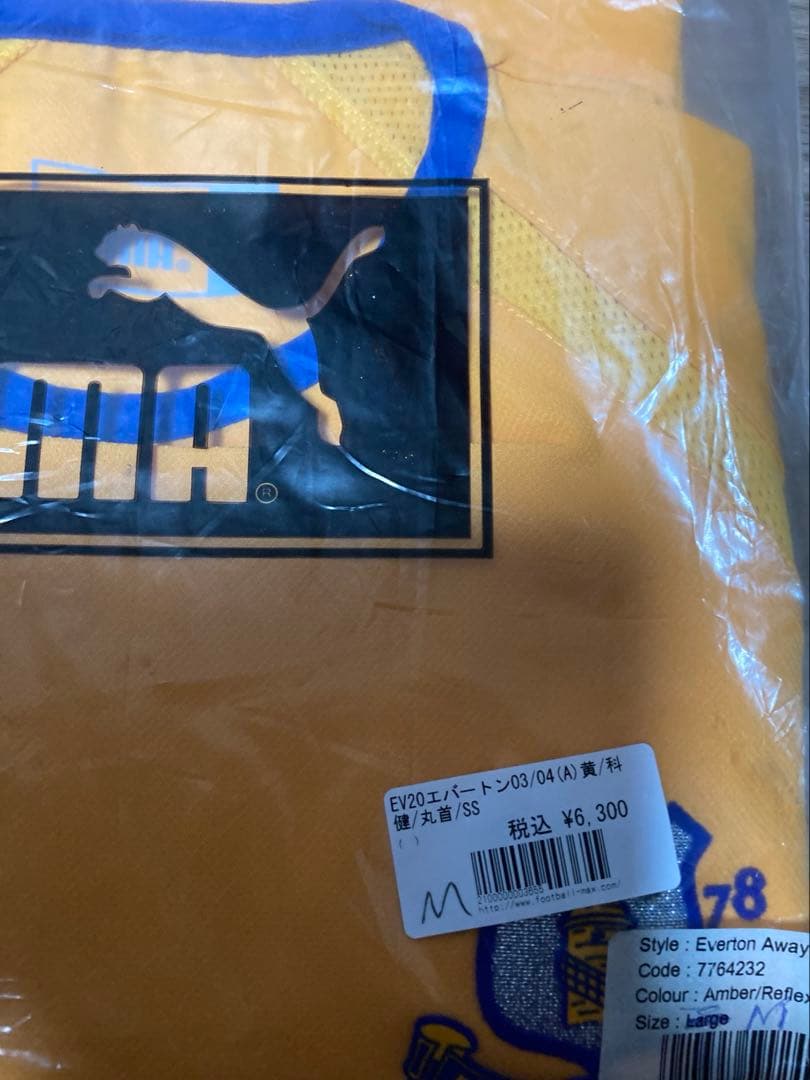 MA®
EV20エバートン03/04(A)黄/科
健/丸首/SS
税込 ¥6,300
( )
M
2100000003655
http://www.football-max.com/
78
Style : Everton Away
Code : 7764232
Colour : Amber/Reflex
Size : Large M